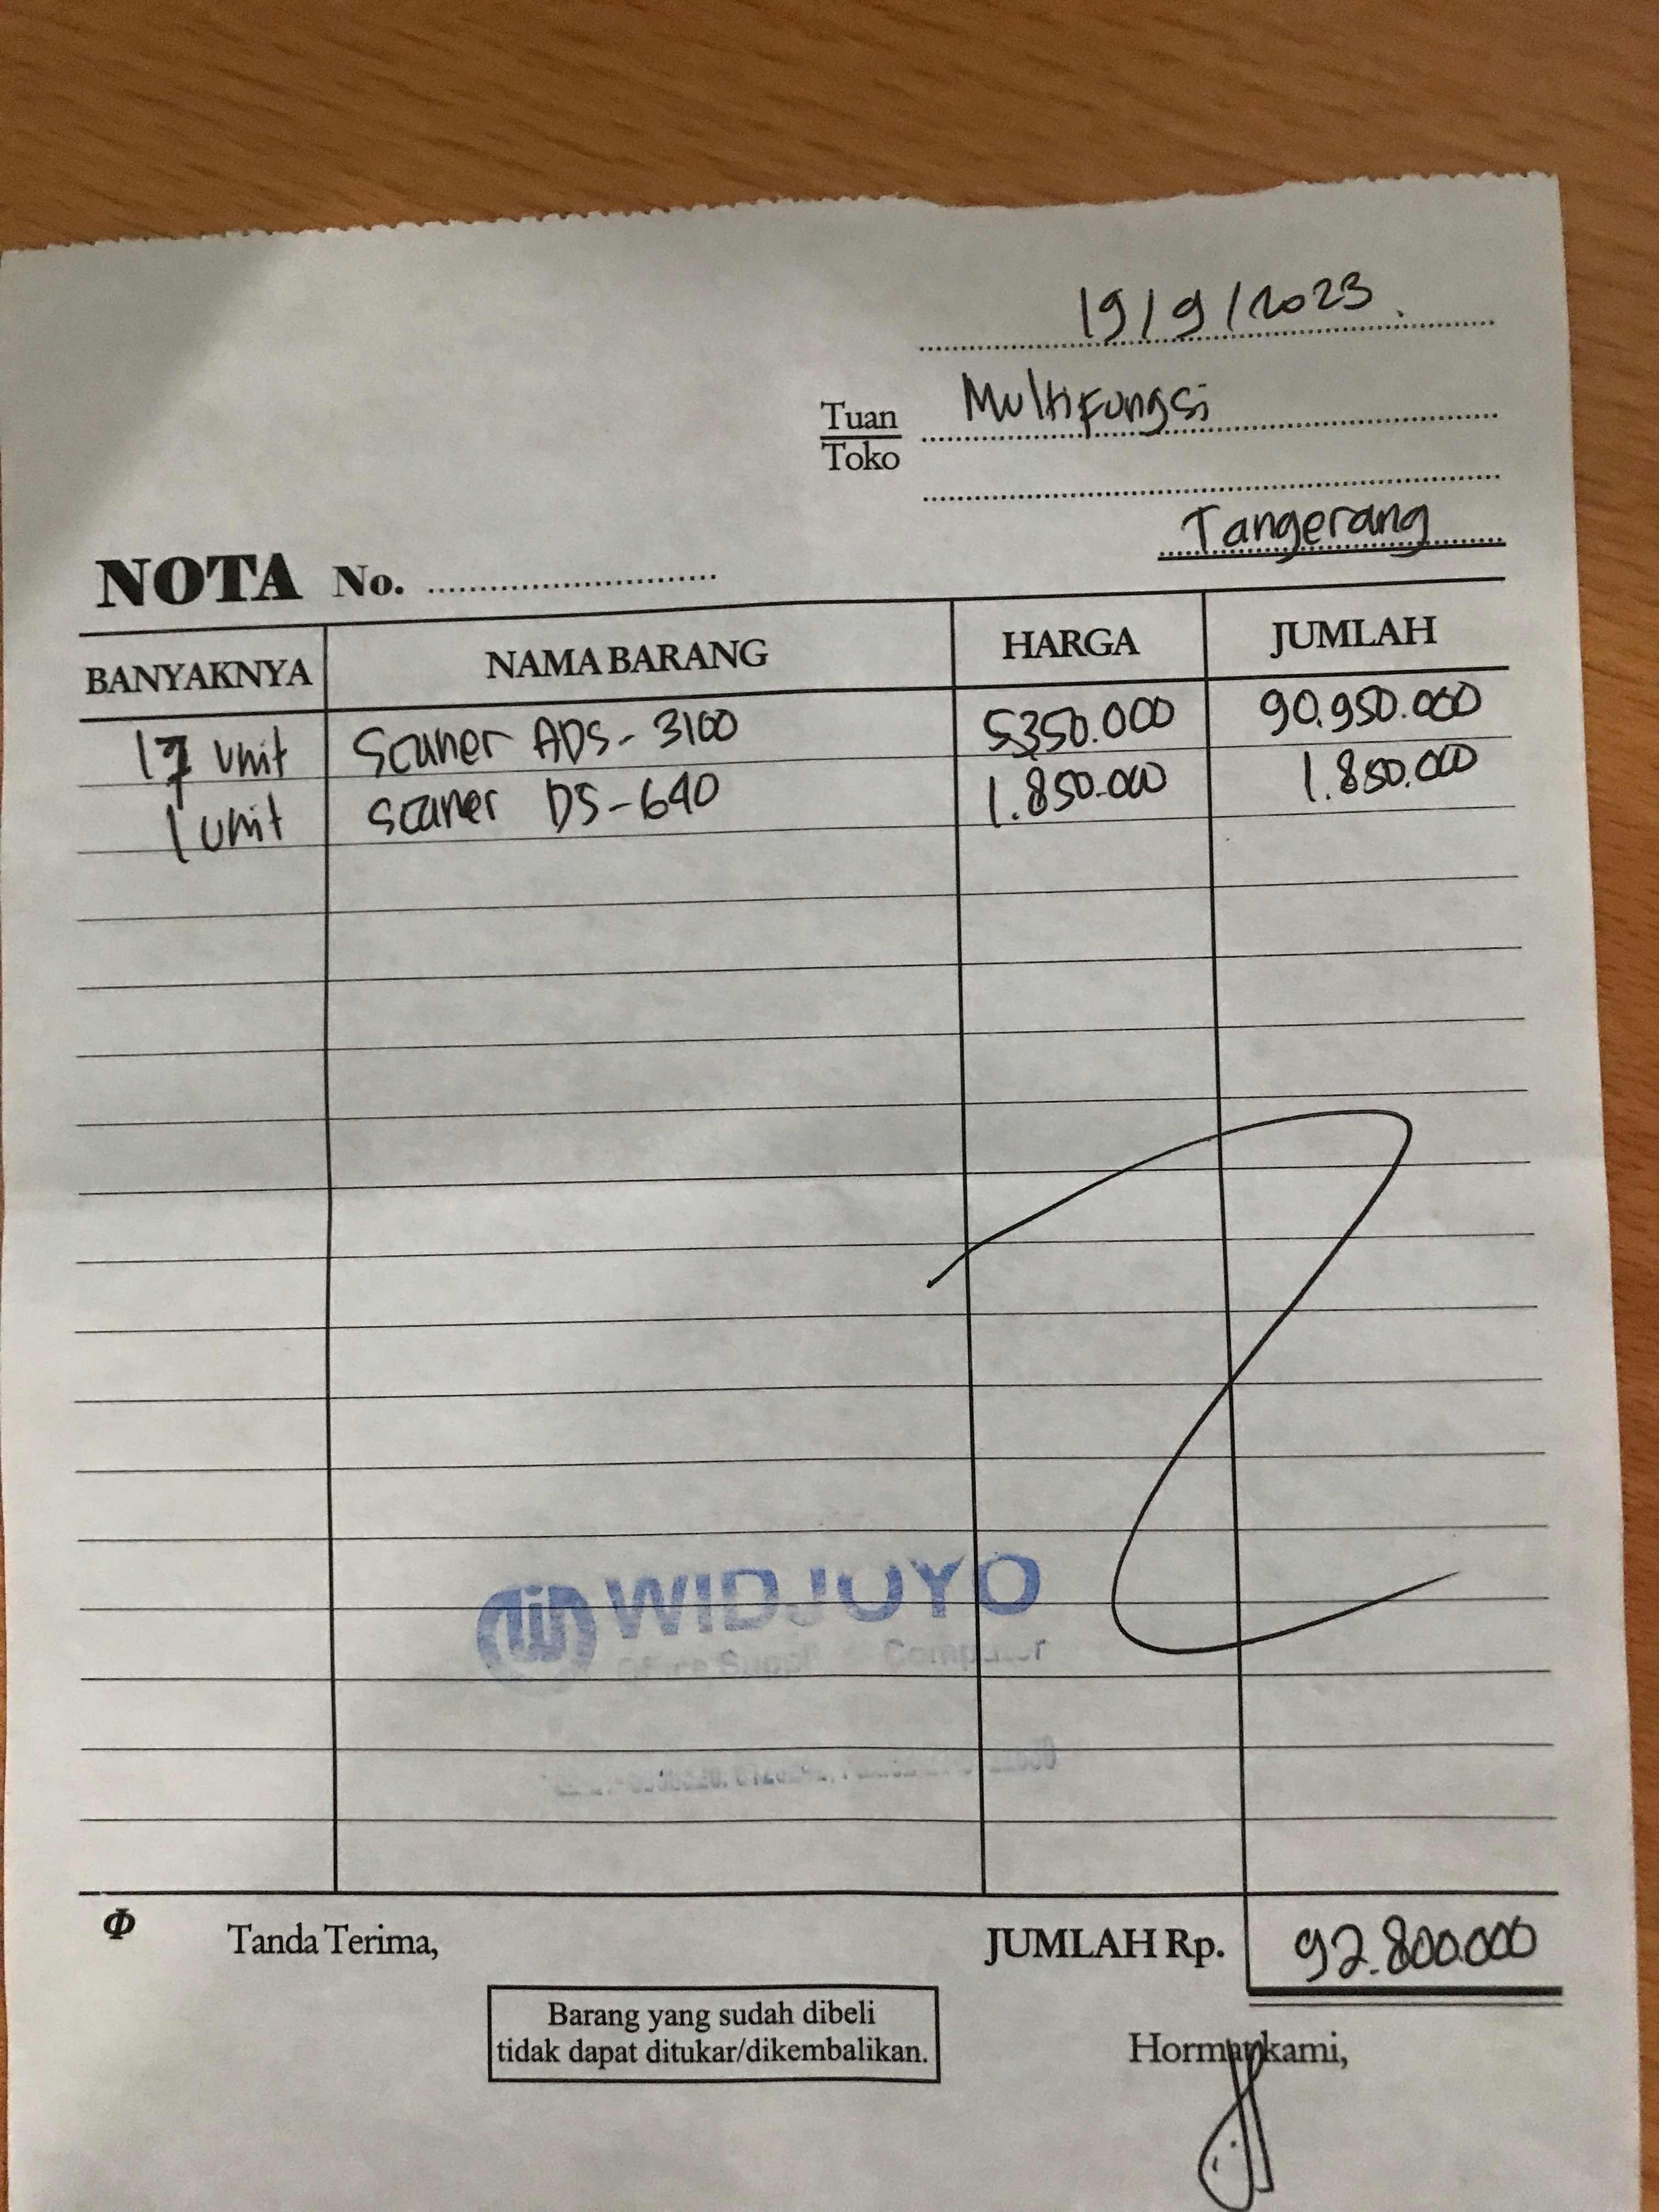 19/9/2023.
Tuan Multifungsi
Toko
Tangerang
NOTA No.
BANYAKNYA NAMA BARANG HARGA JUMLAH
17 unit Scaner ADS-3100 5.350.000 90.950.000
1 unit Scaner DS-640 1.850.000 1.850.000
WIDJOYO
Computer
Tanda Terima, JUMLAH Rp. 92.800.000
Barang yang sudah dibeli
tidak dapat ditukar/dikembalikan.
Hormat kami,